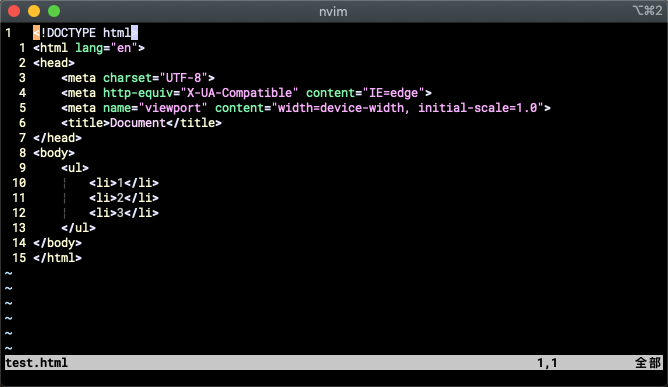 nvim
⌥⌘2
1   <!DOCTYPE html>
  1 <html lang="en">
  2 <head>
  3     <meta charset="UTF-8">
  4     <meta http-equiv="X-UA-Compatible" content="IE=edge">
  5     <meta name="viewport" content="width=device-width, initial-scale=1.0">
  6     <title>Document</title>
  7 </head>
  8 <body>
  9     <ul>
 10     ¦   <li>1</li>
 11     ¦   <li>2</li>
 12     ¦   <li>3</li>
 13     </ul>
 14 </body>
 15 </html>
~
~
~
~
~
~
test.html 1,1 全部